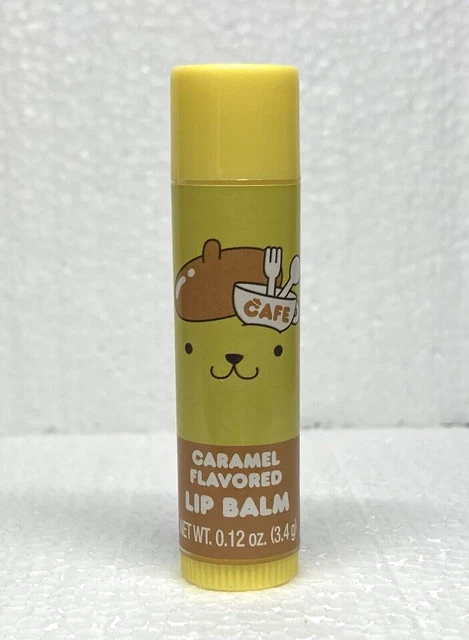 CAFE
CARAMEL
FLAVORED
LIP BALM
NET WT. 0.12 oz. (3.4 g)